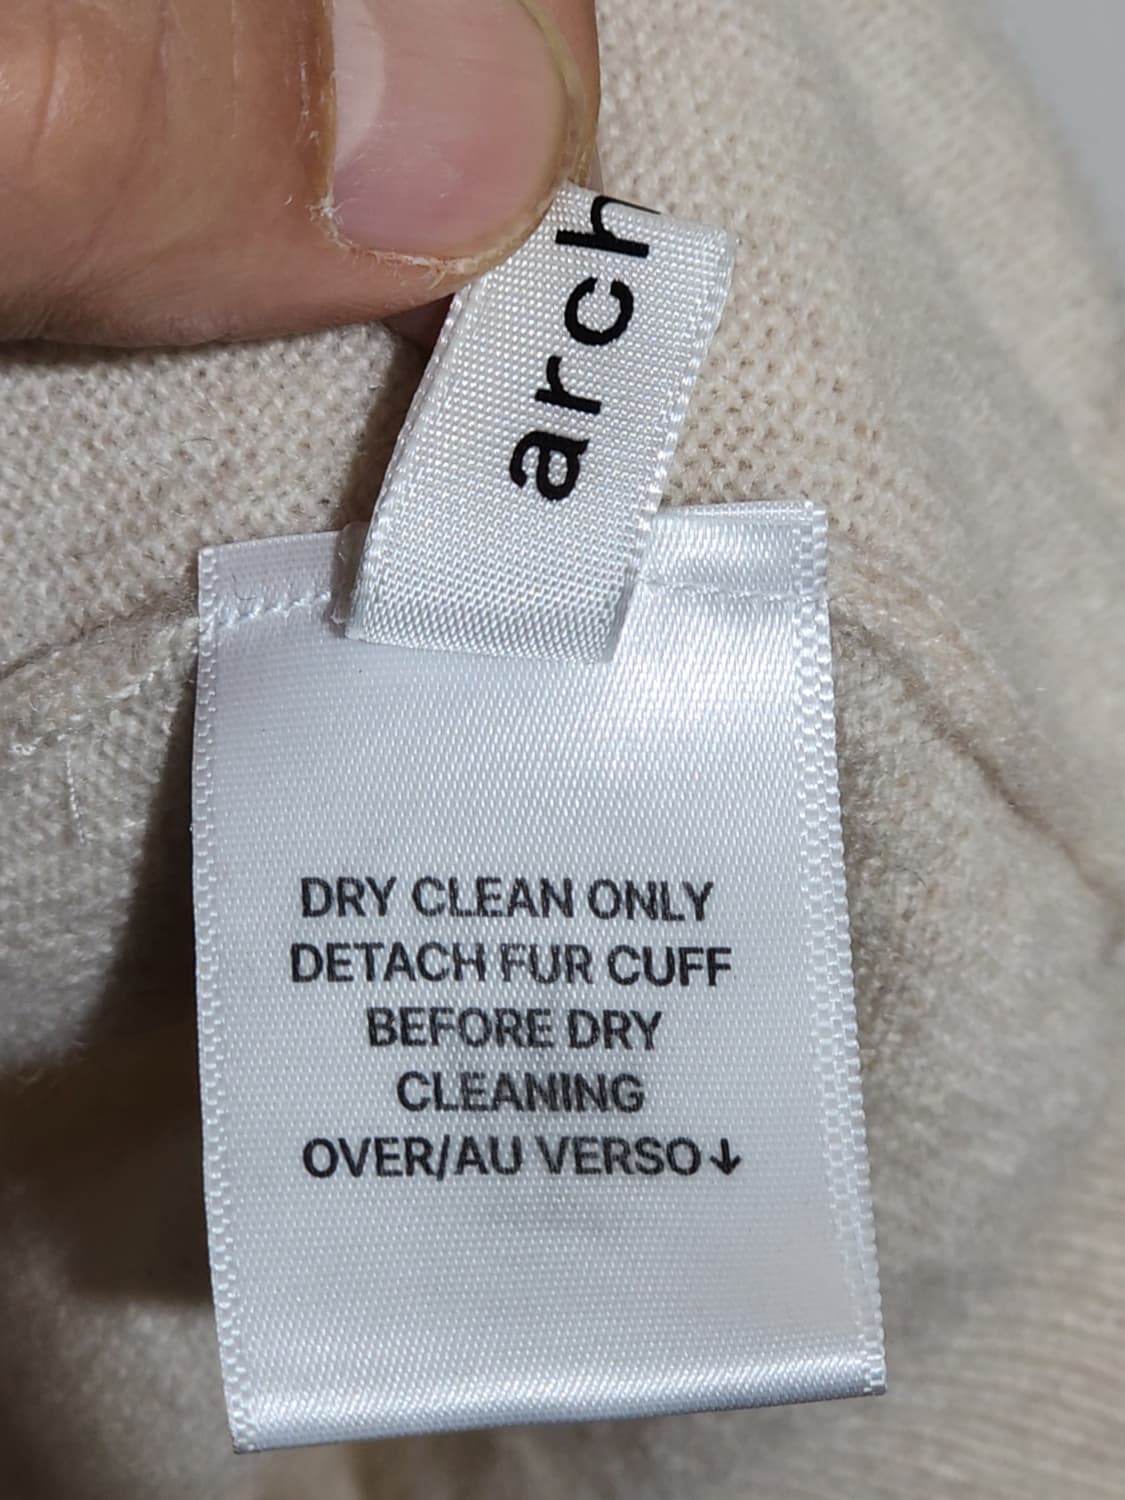 arch
DRY CLEAN ONLY
DETACH FUR CUFF
BEFORE DRY
CLEANING
OVER/AU VERSO↓